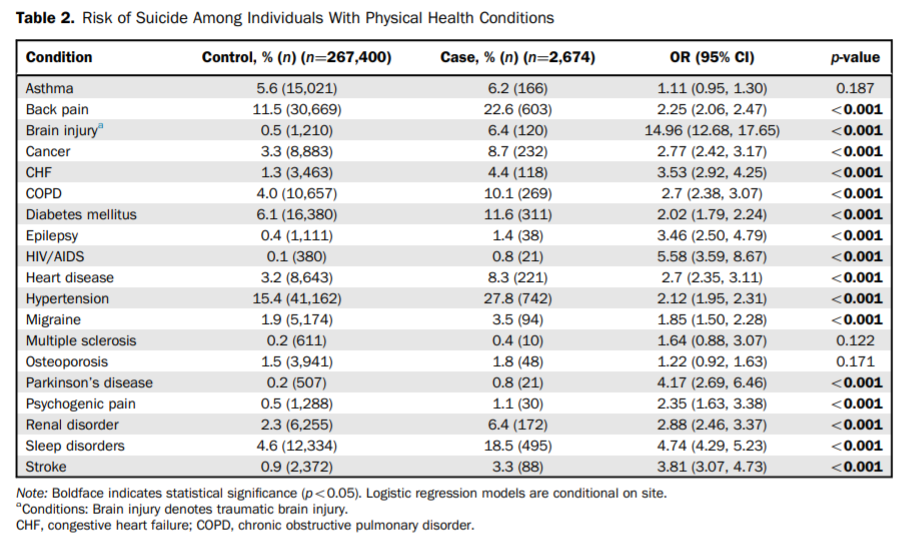 Table 2. Risk of Suicide Among Individuals With Physical Health Conditions
Condition Control, % (n) (n=267,400) Case, % (n) (n=2,674) OR (95% CI) p-value
Asthma 5.6 (15,021) 6.2 (166) 1.11 (0.95, 1.30) 0.187
Back pain 11.5 (30,669) 22.6 (603) 2.25 (2.06, 2.47) <0.001
Brain injurya 0.5 (1,210) 6.4 (120) 14.96 (12.68, 17.65) <0.001
Cancer 3.3 (8,883) 8.7 (232) 2.77 (2.42, 3.17) <0.001
CHF 1.3 (3,463) 4.4 (118) 3.53 (2.92, 4.25) <0.001
COPD 4.0 (10,657) 10.1 (269) 2.7 (2.38, 3.07) <0.001
Diabetes mellitus 6.1 (16,380) 11.6 (311) 2.02 (1.79, 2.24) <0.001
Epilepsy 0.4 (1,111) 1.4 (38) 3.46 (2.50, 4.79) <0.001
HIV/AIDS 0.1 (380) 0.8 (21) 5.58 (3.59, 8.67) <0.001
Heart disease 3.2 (8,643) 8.3 (221) 2.7 (2.35, 3.11) <0.001
Hypertension 15.4 (41,162) 27.8 (742) 2.12 (1.95, 2.31) <0.001
Migraine 1.9 (5,174) 3.5 (94) 1.85 (1.50, 2.28) <0.001
Multiple sclerosis 0.2 (611) 0.4 (10) 1.64 (0.88, 3.07) 0.122
Osteoporosis 1.5 (3,941) 1.8 (48) 1.22 (0.92, 1.63) 0.171
Parkinson's disease 0.2 (507) 0.8 (21) 4.17 (2.69, 6.46) <0.001
Psychogenic pain 0.5 (1,288) 1.1 (30) 2.35 (1.63, 3.38) <0.001
Renal disorder 2.3 (6,255) 6.4 (172) 2.88 (2.46, 3.37) <0.001
Sleep disorders 4.6 (12,334) 18.5 (495) 4.74 (4.29, 5.23) <0.001
Stroke 0.9 (2,372) 3.3 (88) 3.81 (3.07, 4.73) <0.001
Note: Boldface indicates statistical significance (p<0.05). Logistic regression models are conditional on site.
aConditions: Brain injury denotes traumatic brain injury.
CHF, congestive heart failure; COPD, chronic obstructive pulmonary disorder.